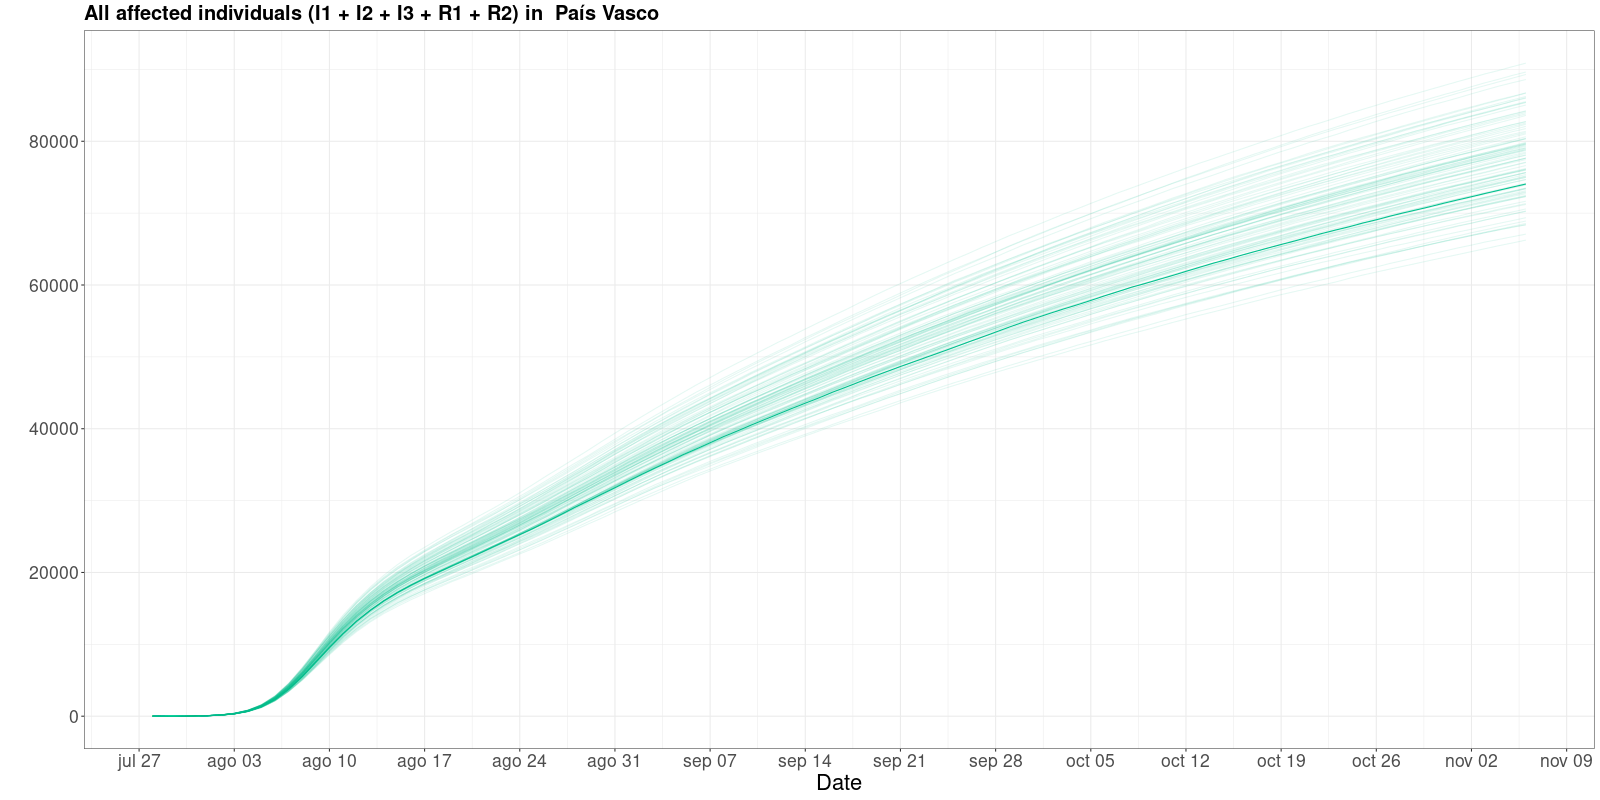 All affected individuals (I1 + I2 + I3 + R1 + R2) in  País Vasco
80000
60000
40000
20000
0
jul 27 ago 03 ago 10 ago 17 ago 24 ago 31 sep 07 sep 14 sep 21 sep 28 oct 05 oct 12 oct 19 oct 26 nov 02 nov 09
Date